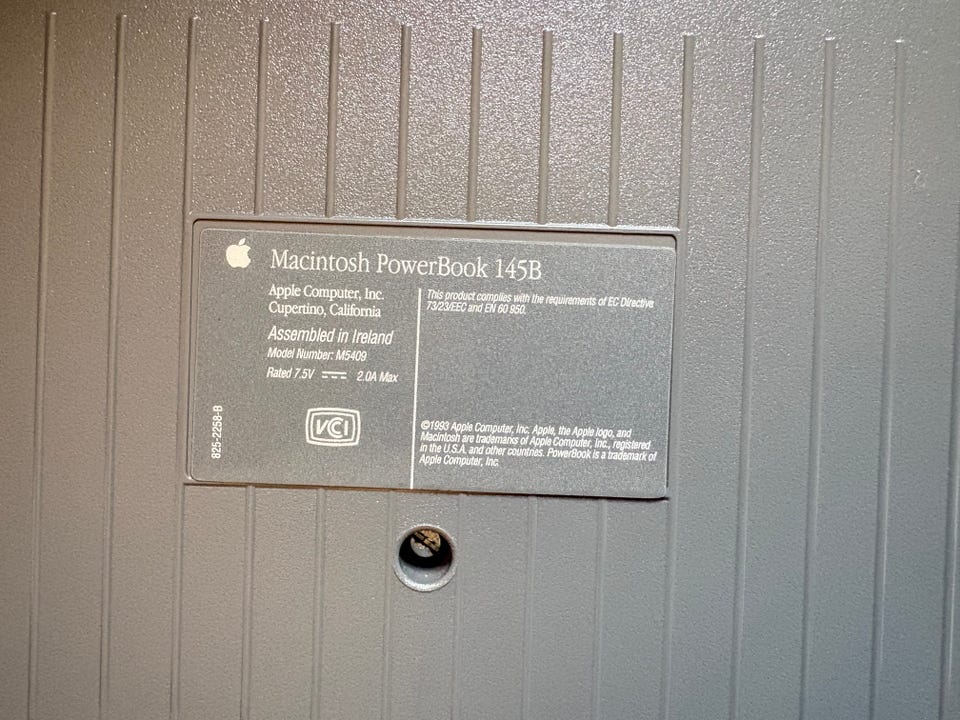 Macintosh PowerBook 145B
Apple Computer, Inc.
Cupertino, California
Assembled in Ireland
Model Number: M5409
Rated 7.5V ⎓ 2.0A Max
825-2258-B
VCI
This product complies with the requirements of EC Directive
73/23/EEC and EN 60 950.
©1993 Apple Computer, Inc. Apple, the Apple logo, and
Macintosh are trademarks of Apple Computer, Inc., registered
in the U.S.A. and other countries. PowerBook is a trademark of
Apple Computer, Inc.